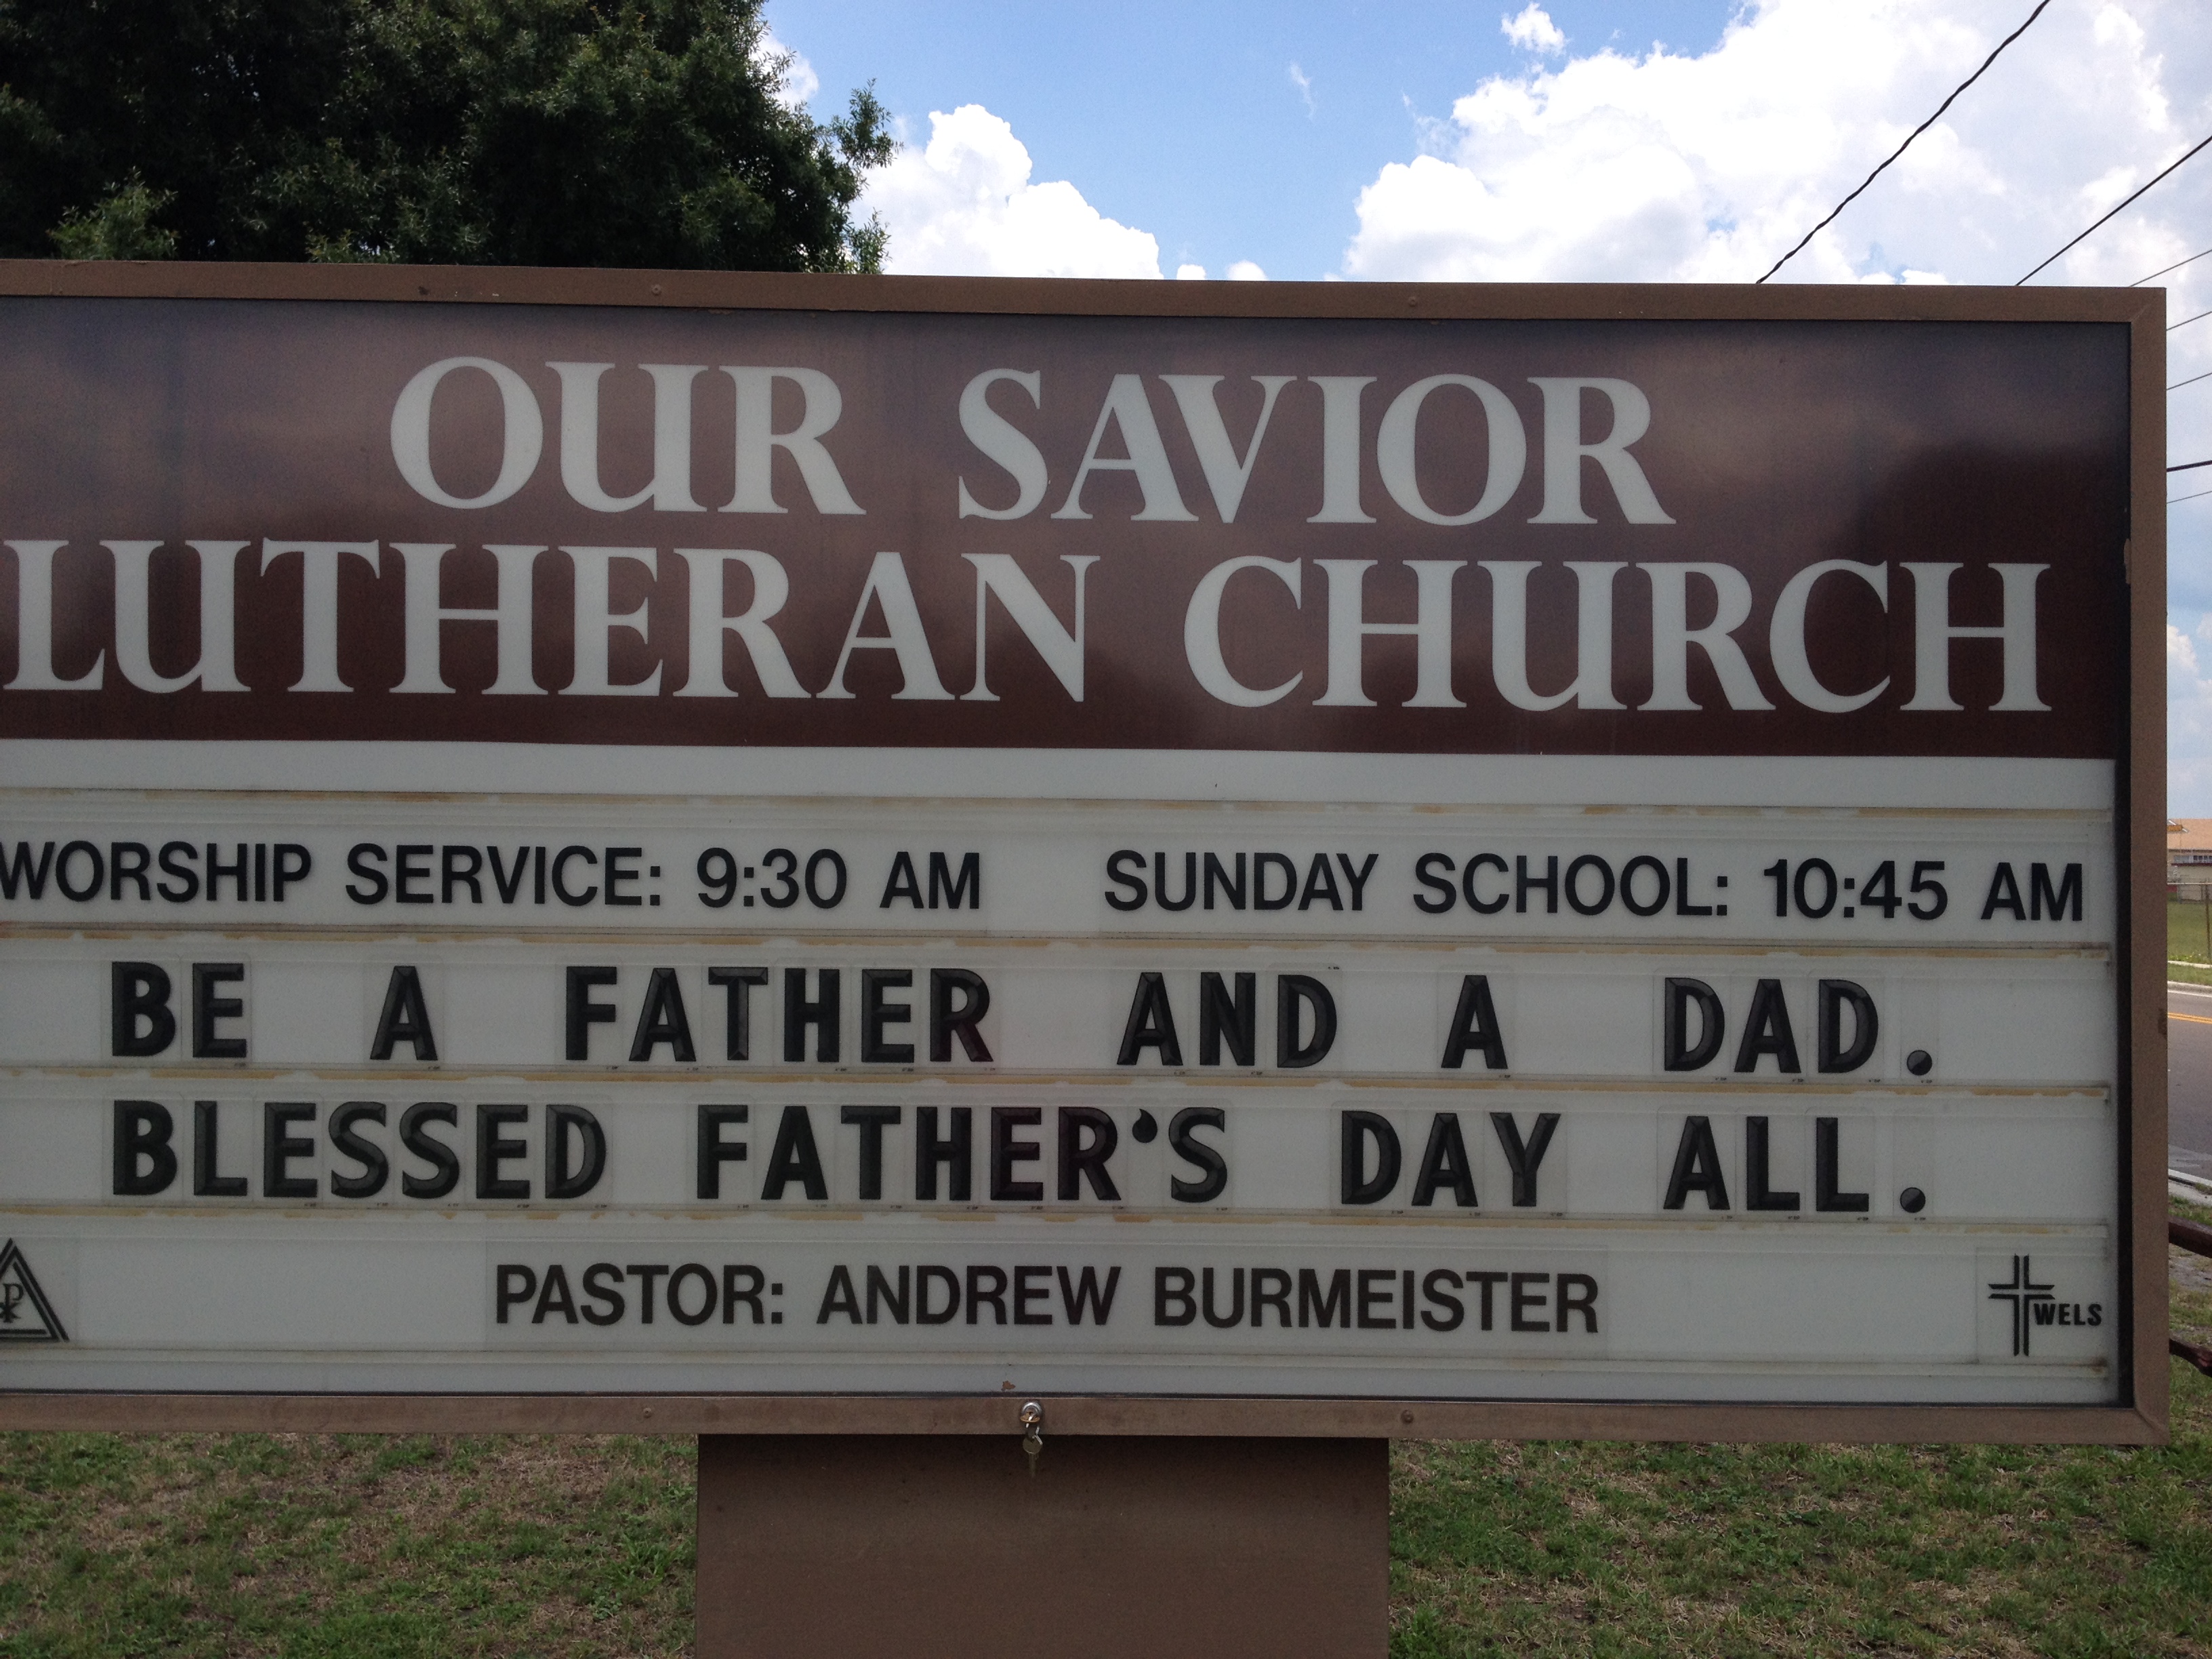 OUR SAVIOR
LUTHERAN CHURCH
WORSHIP SERVICE: 9:30 AM SUNDAY SCHOOL: 10:45 AM
BE A FATHER AND A DAD.
BLESSED FATHER'S DAY ALL.
PASTOR: ANDREW BURMEISTER
WELS